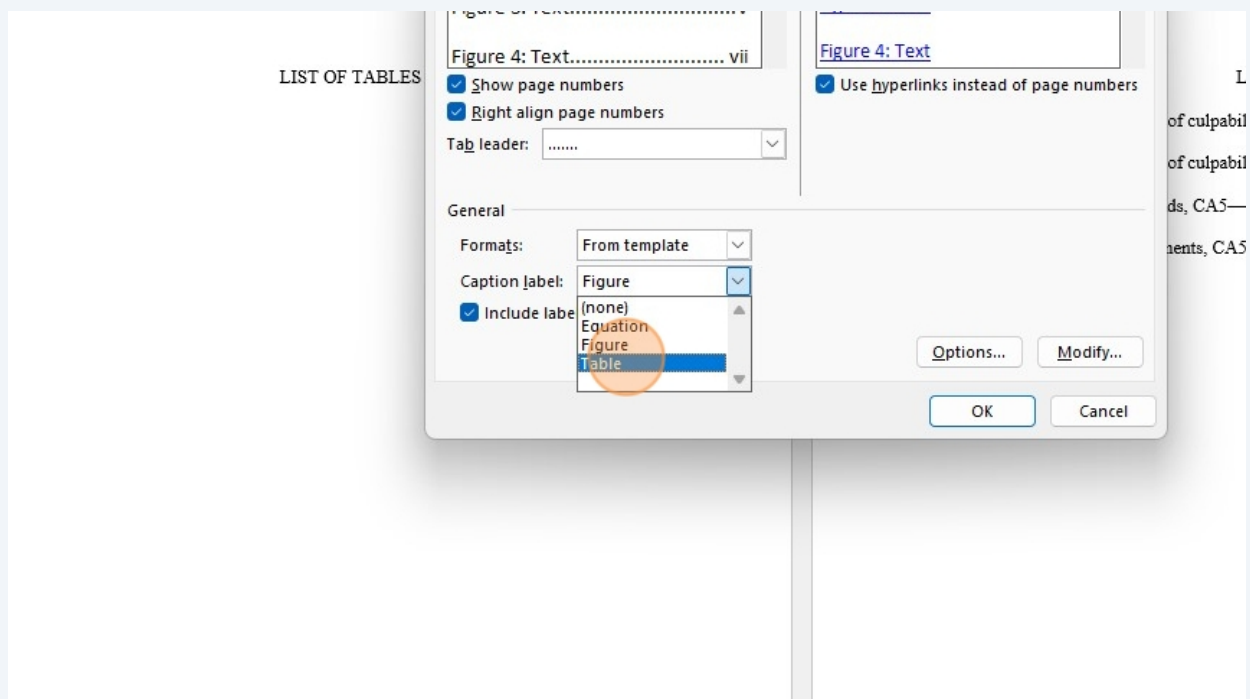 Figure 4: Text........................... vii
Figure 4: Text
LIST OF TABLES
Show page numbers
Use hyperlinks instead of page numbers
Right align page numbers
Tab leader: .......
General
Formats: From template
Caption label: Figure
Include labe
(none)
Equation
Figure
Table
Options... Modify...
OK Cancel
L
of culpabil
of culpabil
ds, CA5—
nents, CA5